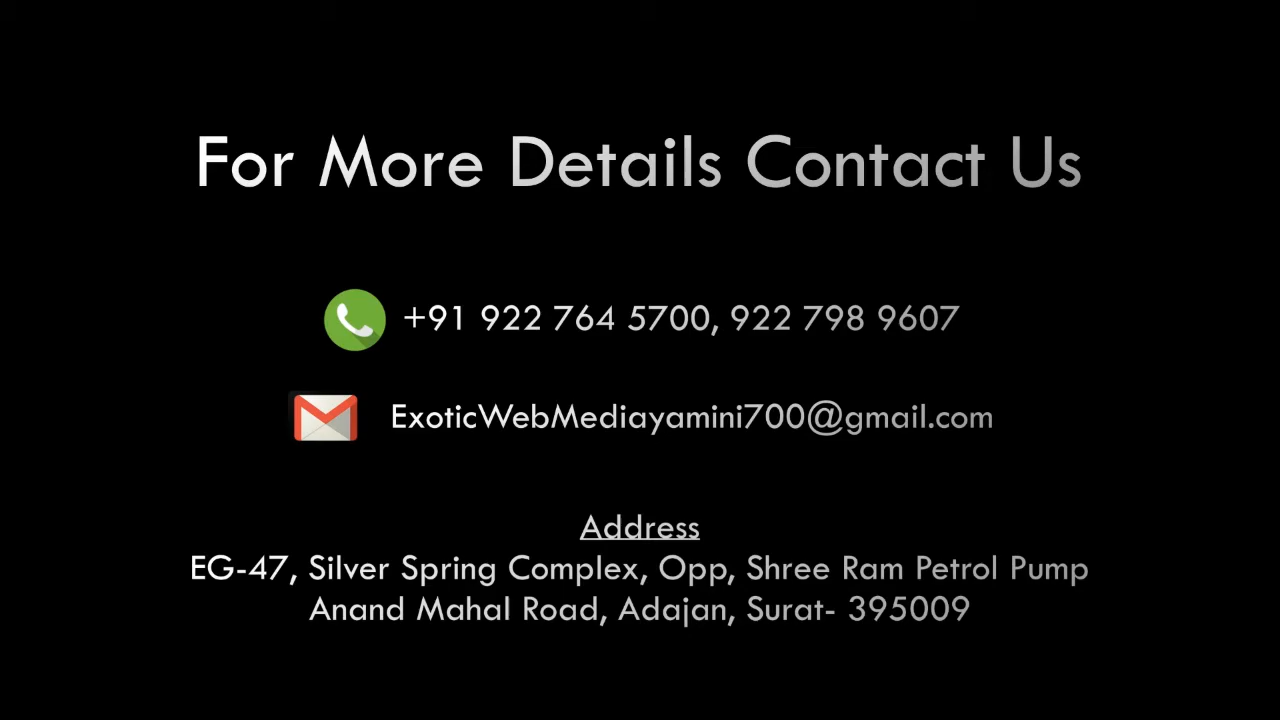 For More Details Contact Us
+91 922 764 5700, 922 798 9607
ExoticWebMediayamini700@gmail.com
Address
EG-47, Silver Spring Complex, Opp, Shree Ram Petrol Pump
Anand Mahal Road, Adajan, Surat- 395009